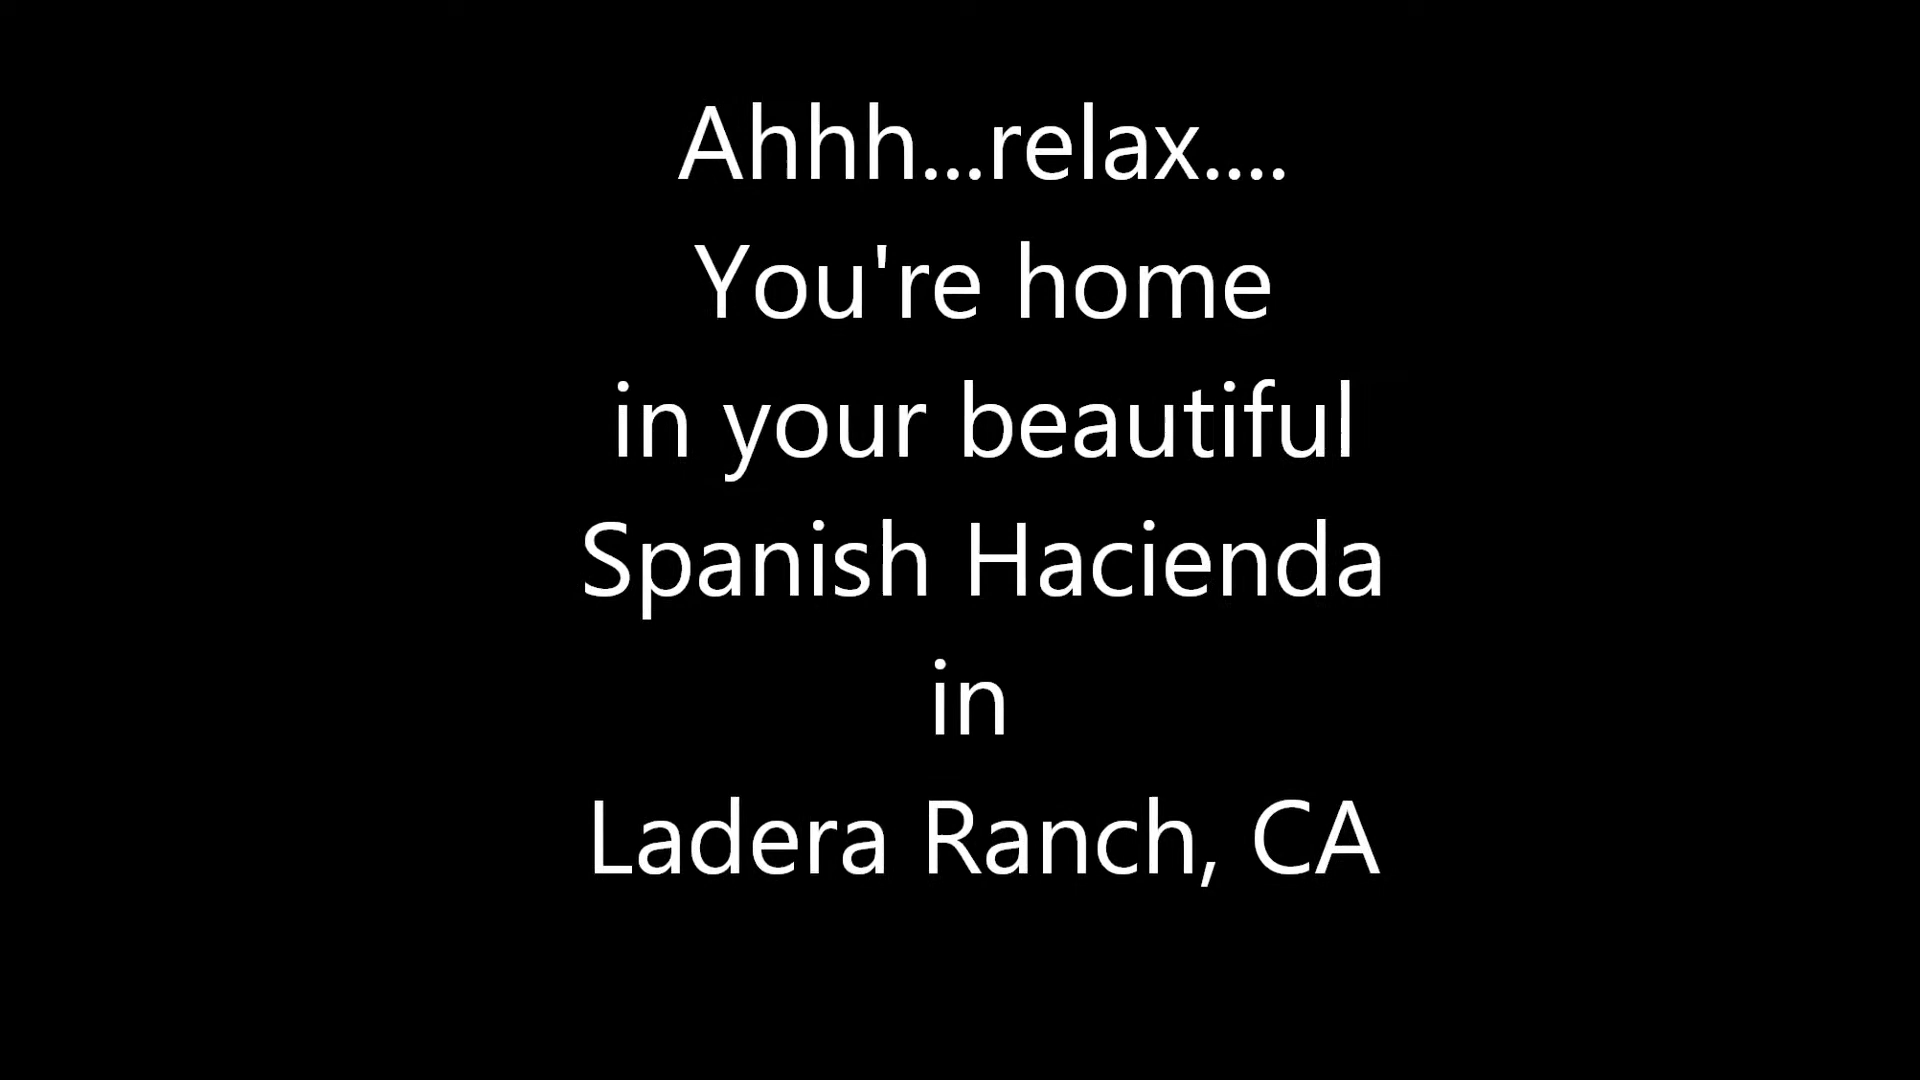 Ahhh...relax....
You're home
in your beautiful
Spanish Hacienda
in
Ladera Ranch, CA